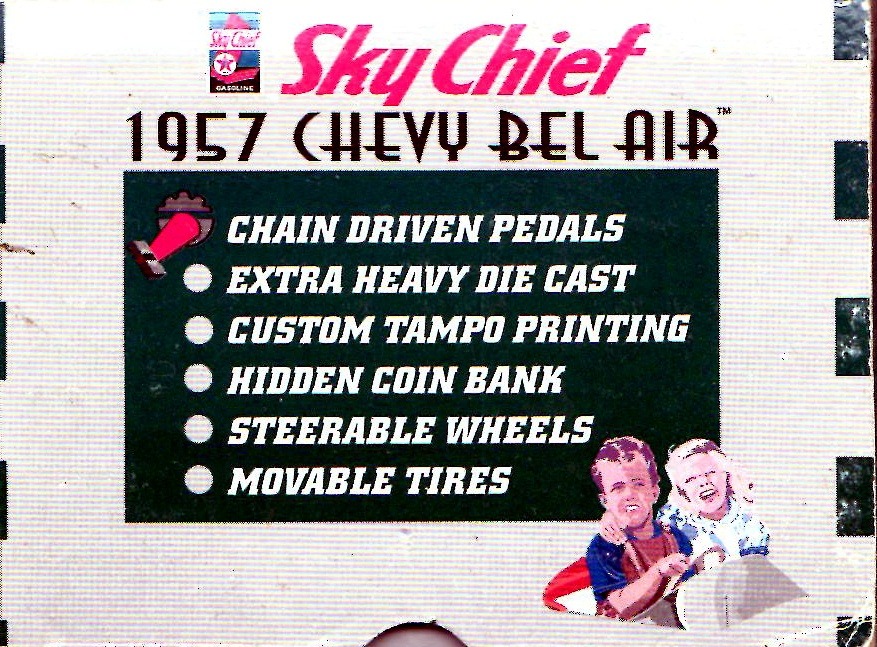 Sky Chief
GASOLINE
Sky Chief
1957 CHEVY BEL AIR™
CHAIN DRIVEN PEDALS
EXTRA HEAVY DIE CAST
CUSTOM TAMPO PRINTING
HIDDEN COIN BANK
STEERABLE WHEELS
MOVABLE TIRES